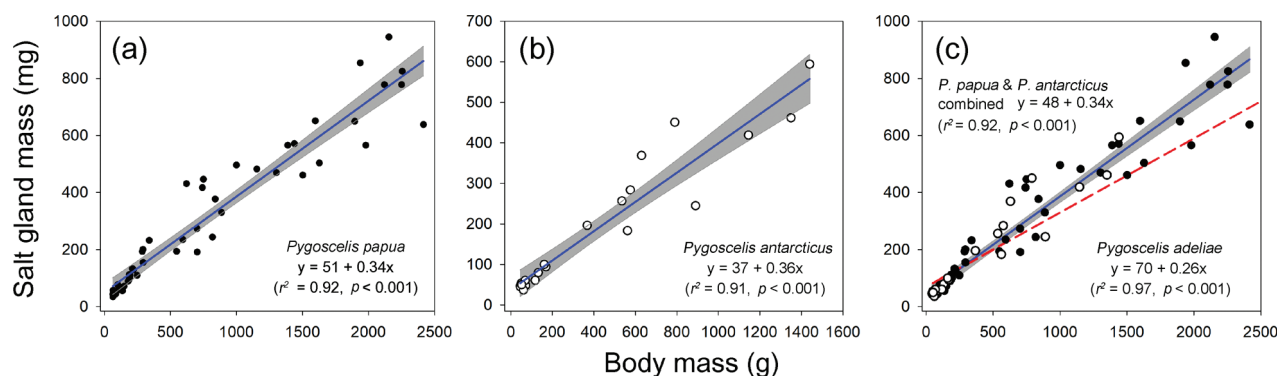 Salt gland mass (mg)
1000
800
600
400
200
0
(a)
Pygoscelis papua
y = 51 + 0.34x
(r² = 0.92, p < 0.001)
0 500 1000 1500 2000 2500
700
600
500
400
300
200
100
0
(b)
Pygoscelis antarcticus
y = 37 + 0.36x
(r² = 0.91, p < 0.001)
0 200 400 600 800 1000 1200 1400 1600
Body mass (g)
1000
800
600
400
200
0
(c)
P. papua & P. antarcticus
combined y = 48 + 0.34x
(r² = 0.92, p < 0.001)
Pygoscelis adeliae
y = 70 + 0.26x
(r² = 0.97, p < 0.001)
0 500 1000 1500 2000 2500